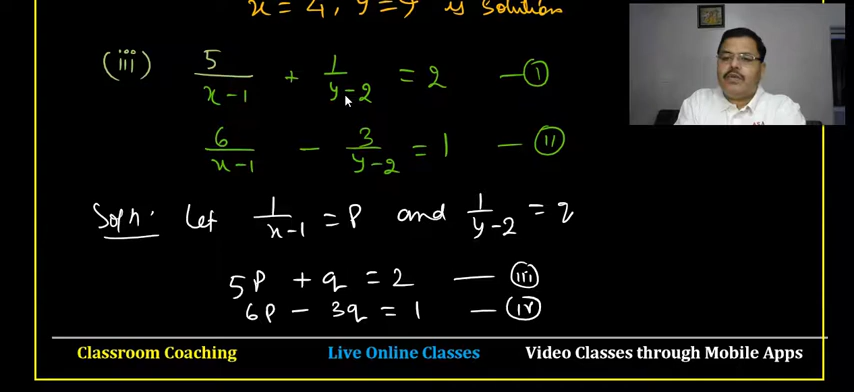 x = 4, y = 9 is solution
(iii) 5/(x-1) + 1/(y-2) = 2 — (i)
6/(x-1) - 3/(y-2) = 1 — (ii)
Soln. Let 1/(x-1) = P and 1/(y-2) = q
5P + q = 2 — (iii)
6P - 3q = 1 — (iv)
Classroom Coaching Live Online Classes Video Classes through Mobile Apps